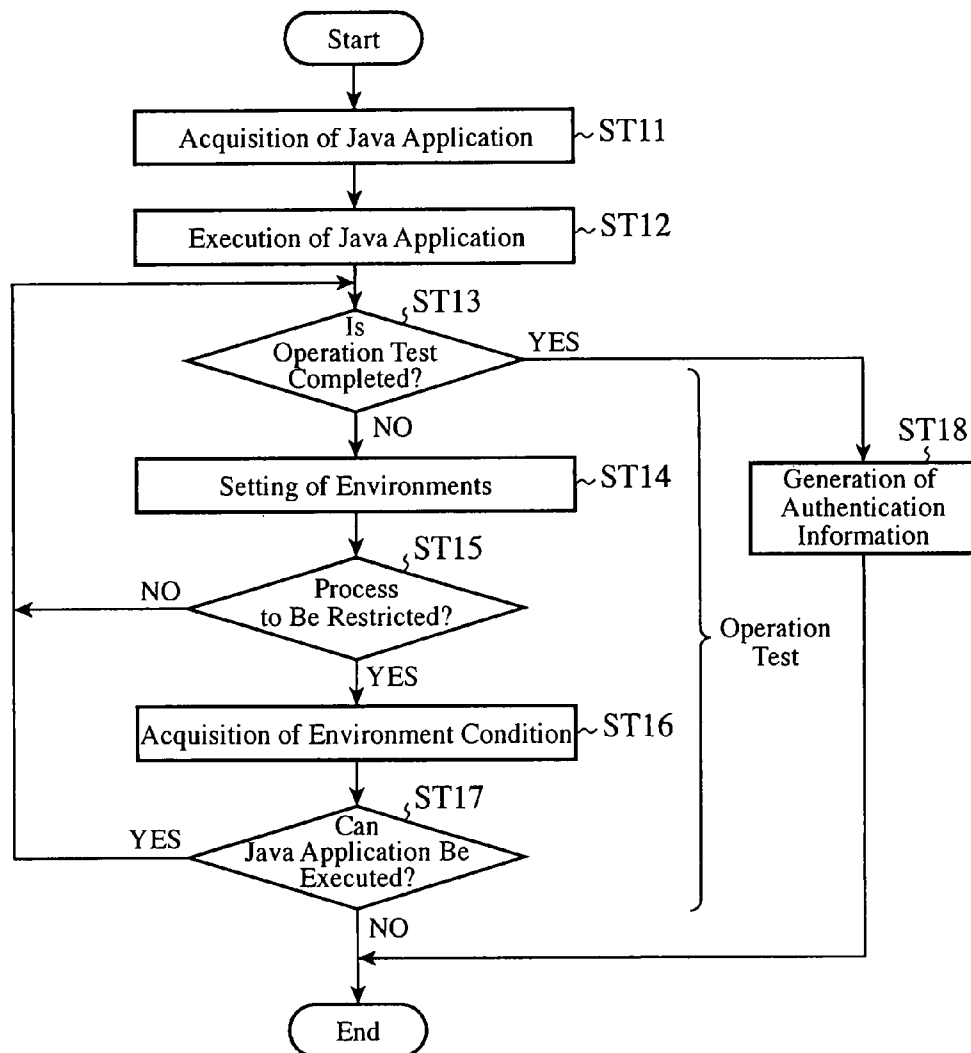 Start
Acquisition of Java Application
ST11
Execution of Java Application
ST12
ST13
Is
Operation Test
Completed?
YES
NO
Setting of Environments
ST14
ST18
Generation of
Authentication
Information
ST15
Process
to Be Restricted?
NO
YES
Operation
Test
Acquisition of Environment Condition
ST16
ST17
Can
Java Application Be
Executed?
YES
NO
End